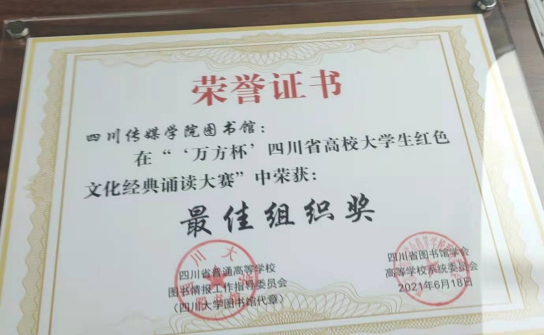 荣誉证书
四川传媒学院图书馆：
在“‘万方杯’四川省高校大学生红色
文化经典诵读大赛”中荣获：
最佳组织奖
四川省普通高等学校
图书情报工作指导委员会
（四川大学图书馆代章）
四川省图书馆学会
高等学校系统委员会
2021年6月18日